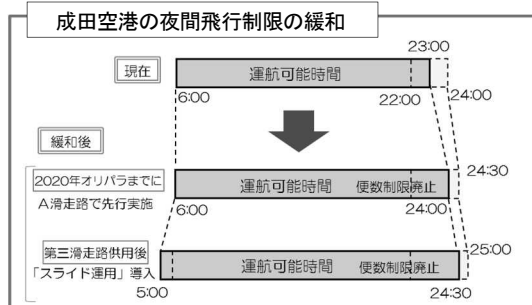 成田空港の夜間飛行制限の緩和
現在
運航可能時間
23:00
6:00
22:00
24:00
緩和後
2020年オリパラまでに
A滑走路で先行実施
運航可能時間 便数制限廃止
24:30
6:00
24:00
第三滑走路供用後
「スライド運用」導入
運航可能時間 便数制限廃止
25:00
5:00
24:30